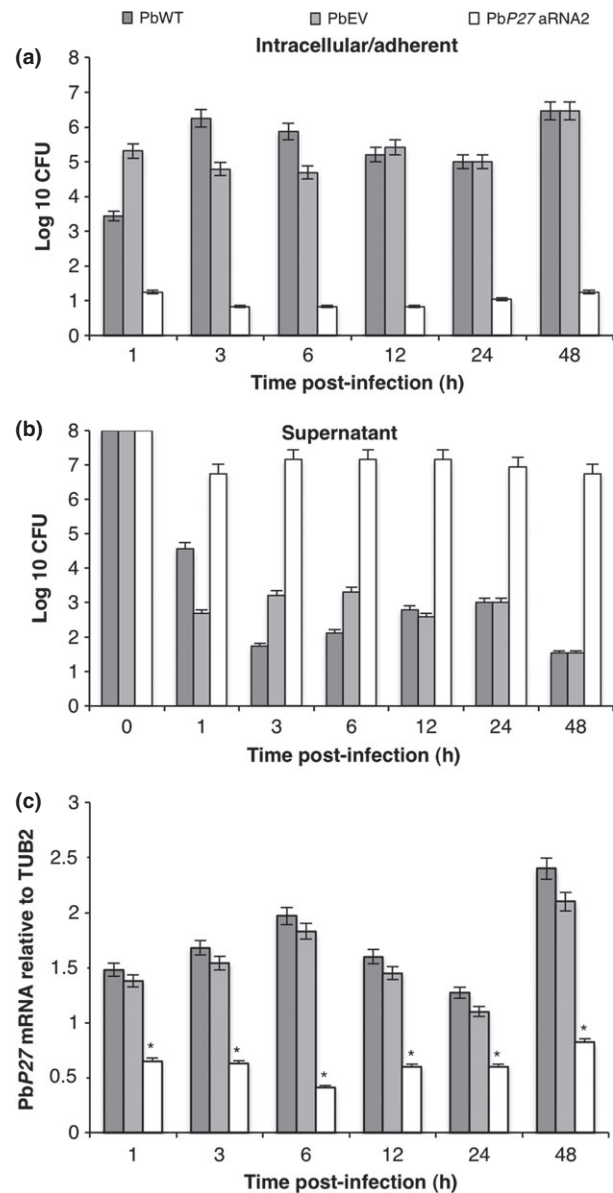 PbWT PbEV PbP27 aRNA2
(a)
Intracellular/adherent
Log 10 CFU
8
7
6
5
4
3
2
1
0
1 3 6 12 24 48
Time post-infection (h)
(b)
Supernatant
Log 10 CFU
8
7
6
5
4
3
2
1
0
0 1 3 6 12 24 48
Time post-infection (h)
(c)
PbP27 mRNA relative to TUB2
3
2.5
2
1.5
1
0.5
0
* * * * * *
1 3 6 12 24 48
Time post-infection (h)